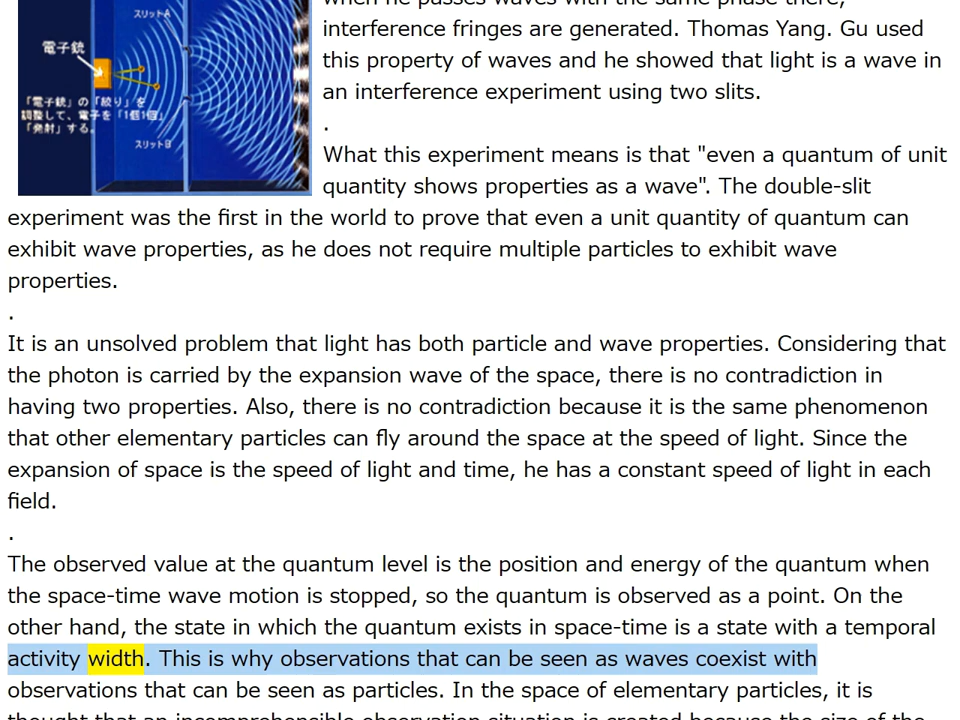 スリットA
電子銃
「電子銃」の「絞り」を
調整して、電子を「1個1個」
「発射」する。
スリットB
when he passes waves with the same phase there,
interference fringes are generated. Thomas Yang. Gu used
this property of waves and he showed that light is a wave in
an interference experiment using two slits.
.
What this experiment means is that "even a quantum of unit
quantity shows properties as a wave". The double-slit
experiment was the first in the world to prove that even a unit quantity of quantum can
exhibit wave properties, as he does not require multiple particles to exhibit wave
properties.
.
It is an unsolved problem that light has both particle and wave properties. Considering that
the photon is carried by the expansion wave of the space, there is no contradiction in
having two properties. Also, there is no contradiction because it is the same phenomenon
that other elementary particles can fly around the space at the speed of light. Since the
expansion of space is the speed of light and time, he has a constant speed of light in each
field.
.
The observed value at the quantum level is the position and energy of the quantum when
the space-time wave motion is stopped, so the quantum is observed as a point. On the
other hand, the state in which the quantum exists in space-time is a state with a temporal
activity width. This is why observations that can be seen as waves coexist with
observations that can be seen as particles. In the space of elementary particles, it is
thought that an incomprehensible observation situation is created because the size of the